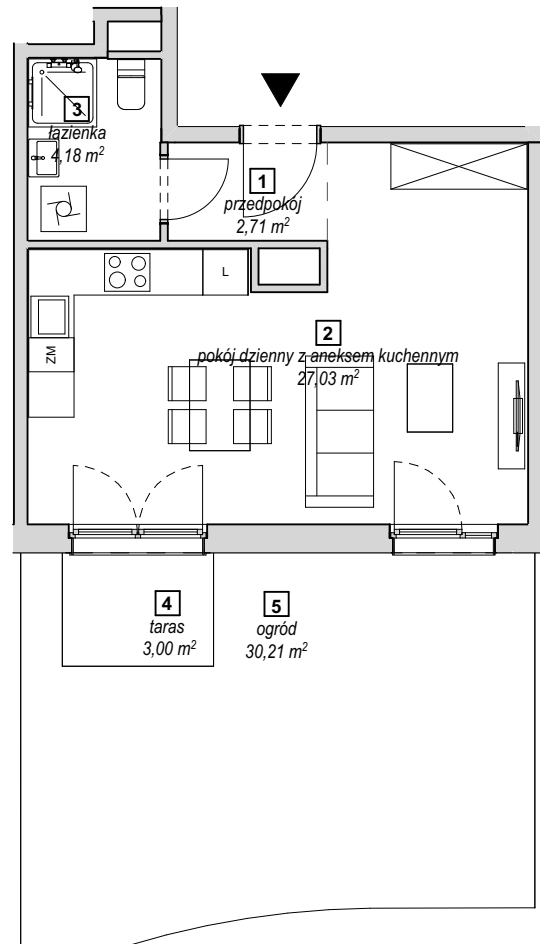 3
łazienka
4,18 m²
1
przedpokój
2,71 m²
L
ZM
2
pokój dzienny z aneksem kuchennym
27,03 m²
4
taras
3,00 m²
5
ogród
30,21 m²